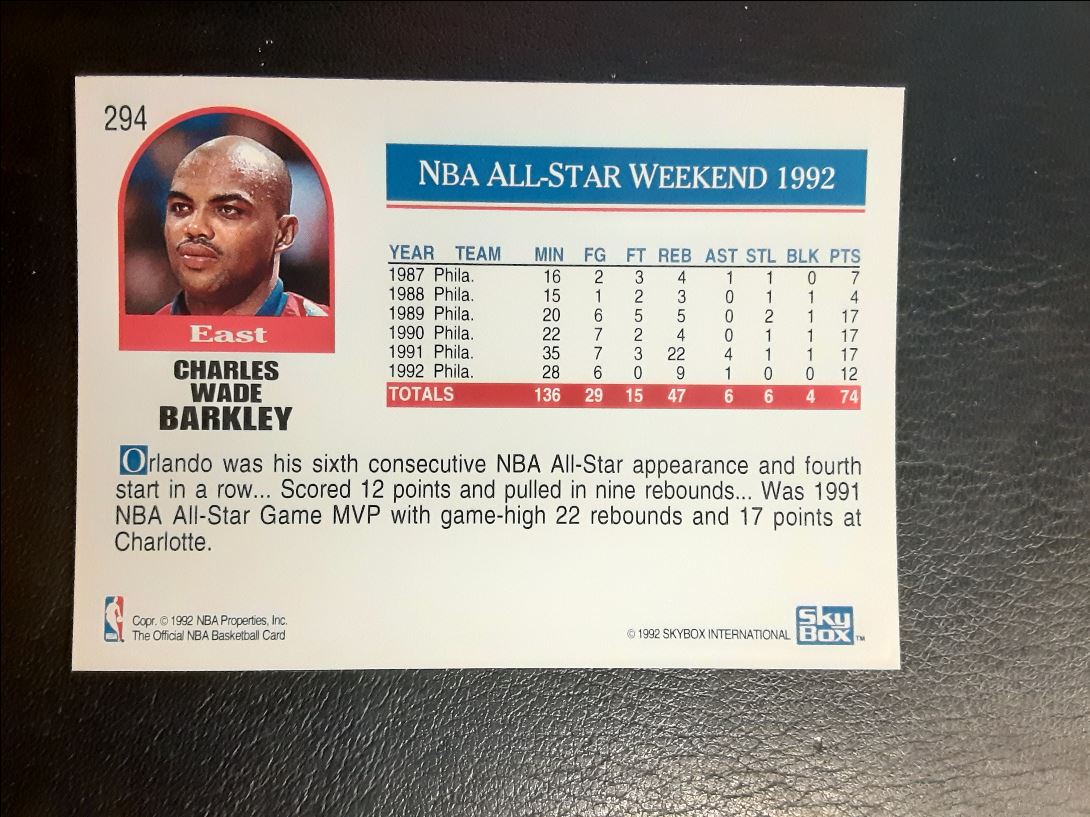 294
East
CHARLES
WADE
BARKLEY
NBA ALL-STAR WEEKEND 1992
YEAR TEAM MIN FG FT REB AST STL BLK PTS
1987 Phila. 16 2 3 4 1 1 0 7
1988 Phila. 15 1 2 3 0 1 1 4
1989 Phila. 20 6 5 5 0 2 1 17
1990 Phila. 22 7 2 4 0 1 1 17
1991 Phila. 35 7 3 22 4 1 1 17
1992 Phila. 28 6 0 9 1 0 0 12
TOTALS 136 29 15 47 6 6 4 74
Orlando was his sixth consecutive NBA All-Star appearance and fourth
start in a row... Scored 12 points and pulled in nine rebounds... Was 1991
NBA All-Star Game MVP with game-high 22 rebounds and 17 points at
Charlotte.
NBA
Copr. © 1992 NBA Properties, Inc.
The Official NBA Basketball Card
© 1992 SKYBOX INTERNATIONAL
Sky
Box TM